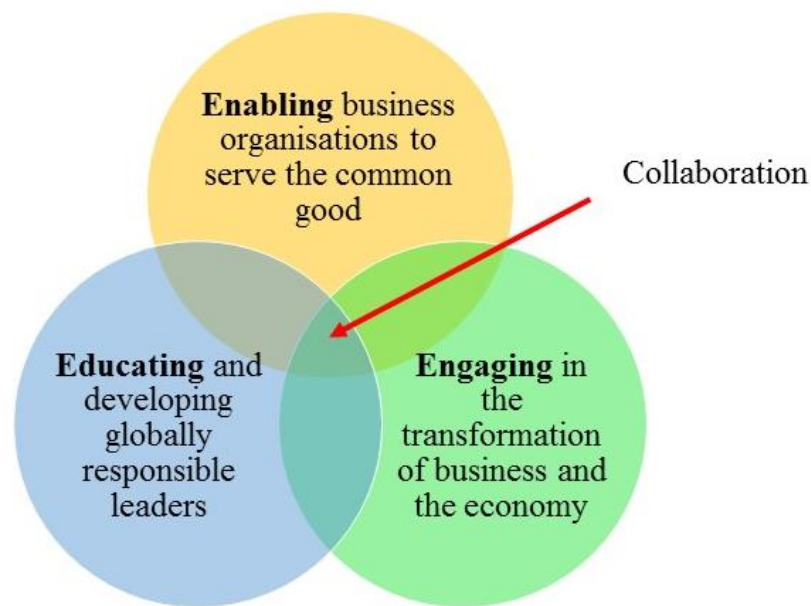 Enabling business
organisations to
serve the common
good
Collaboration
Educating and
developing
globally
responsible
leaders
Engaging in
the
transformation
of business and
the economy